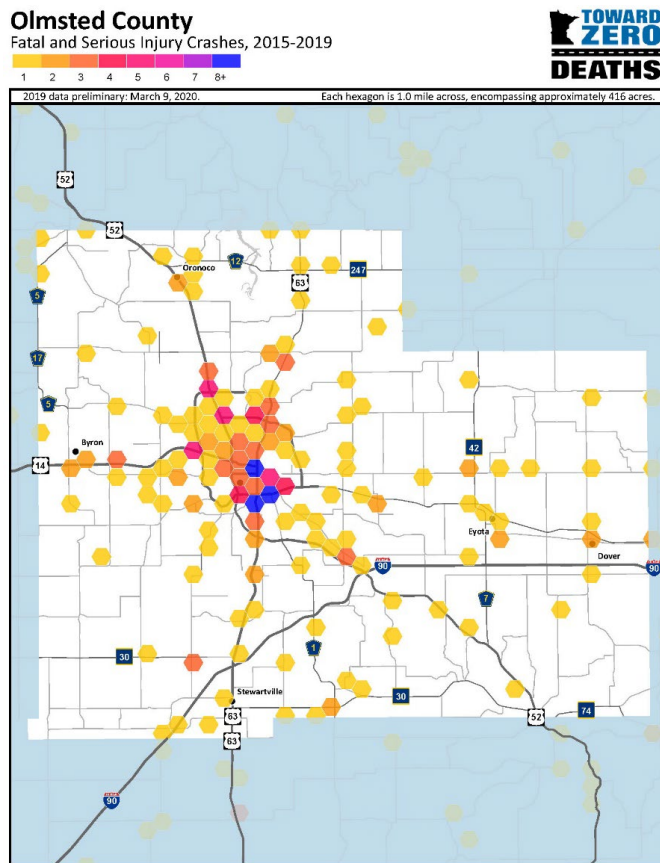 Olmsted County
Fatal and Serious Injury Crashes, 2015-2019
1 2 3 4 5 6 7 8+
TOWARD
ZERO
DEATHS
2019 data preliminary: March 9, 2020. Each hexagon is 1.0 mile across, encompassing approximately 416 acres.
52
52
Oronoco
12
247
63
5
17
5
Byron
14
42
Eyota
Dover
90
90
7
30
1
Stewartville
30
63
74
52
63
90